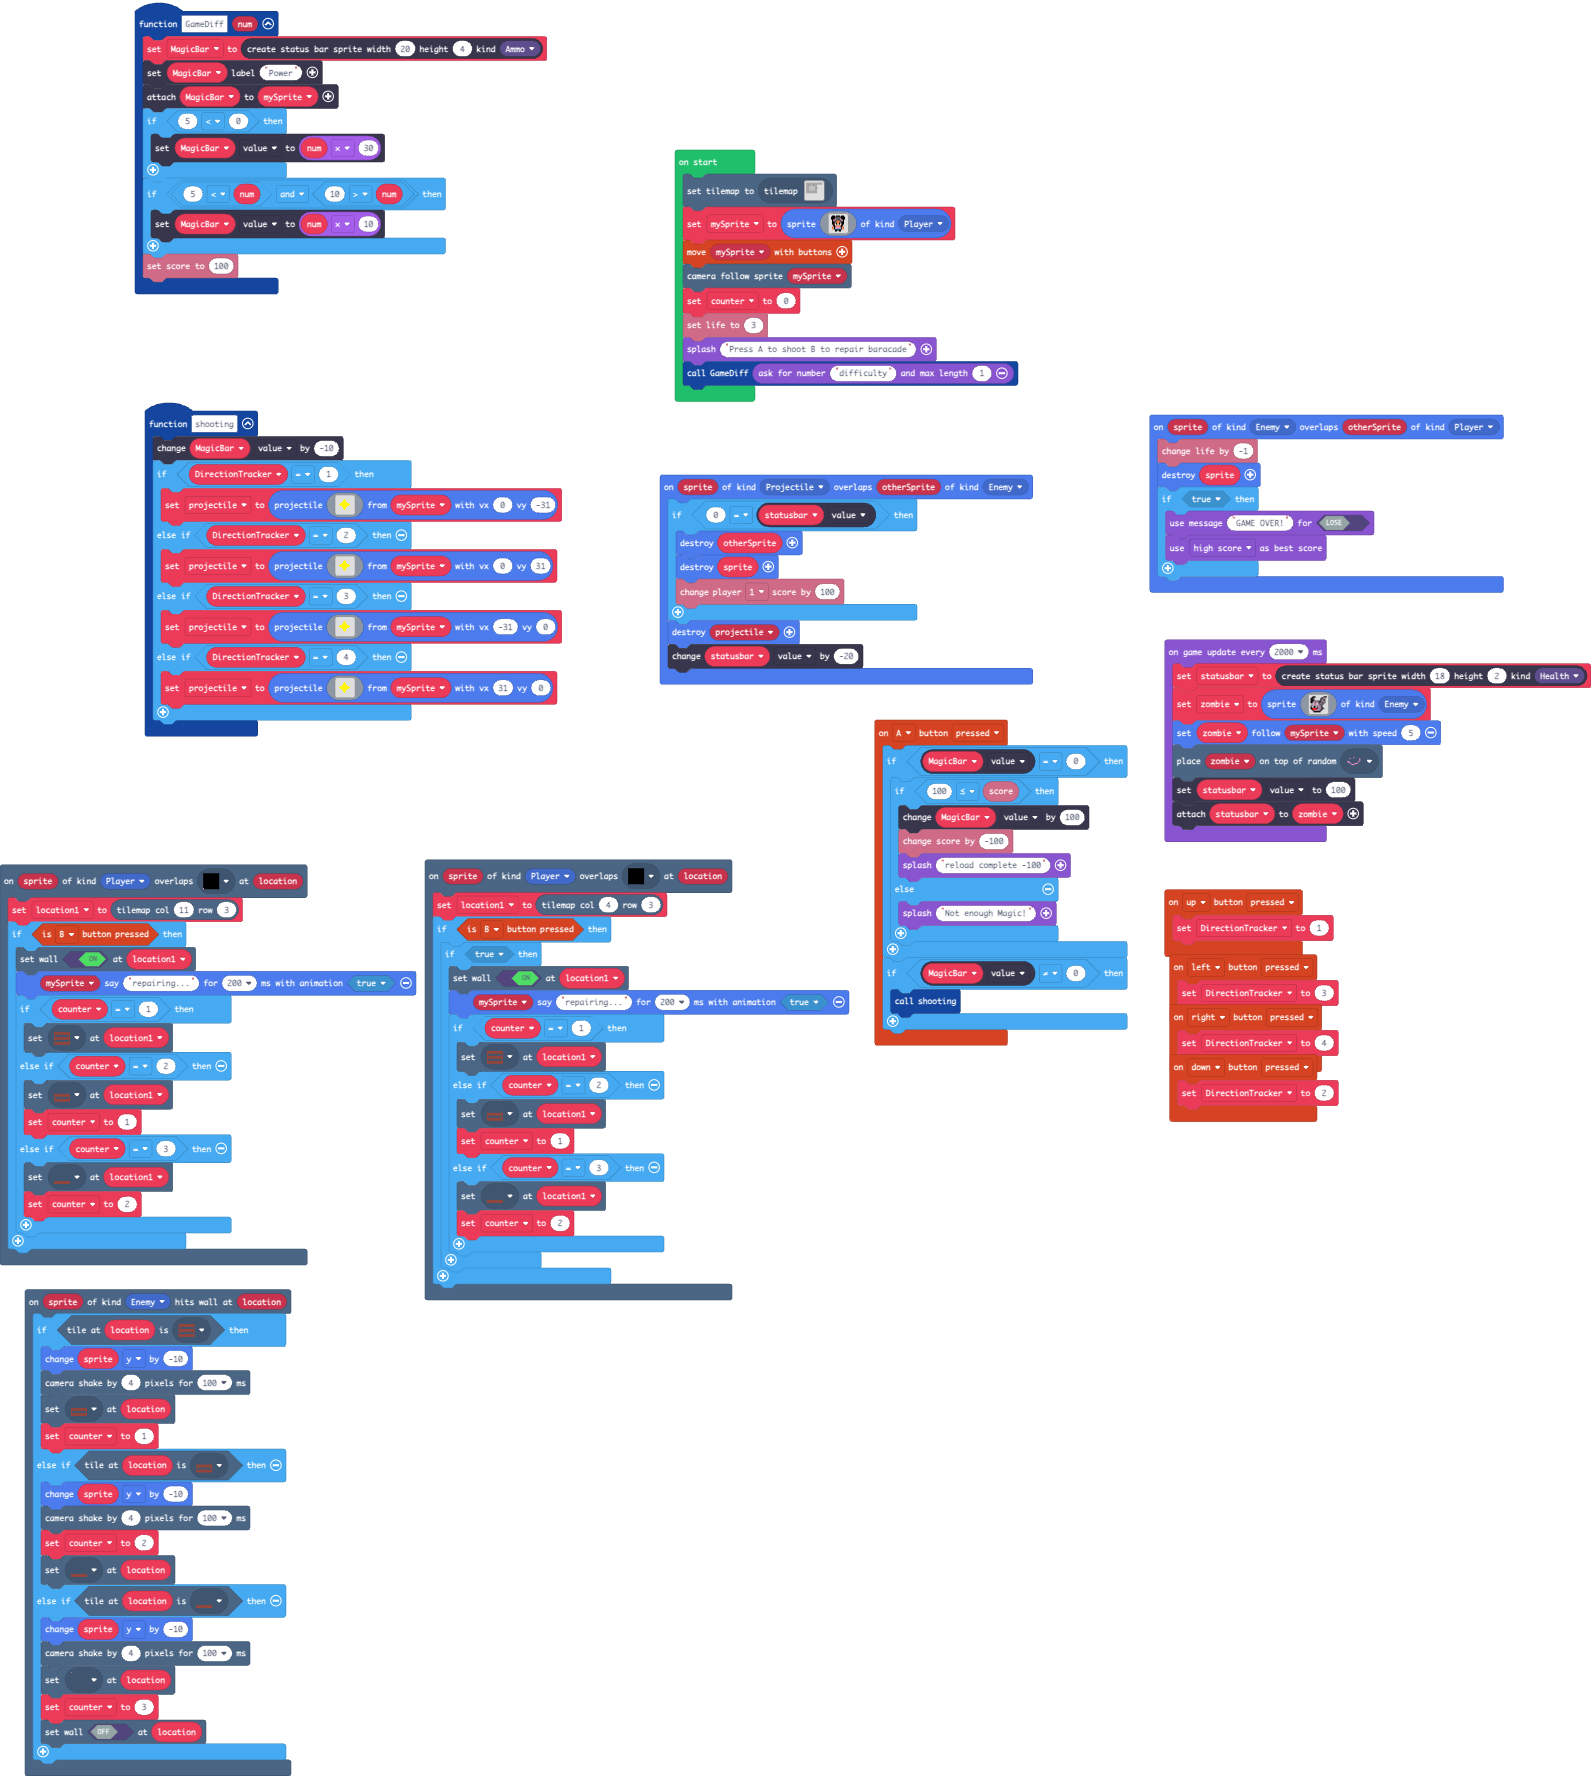 function GameDiff num
set MagicBar to create status bar sprite width 20 height 4 kind Ammo
set MagicBar label "Power"
attach MagicBar to mySprite
if 5 < 0 then
set MagicBar value to num × 30
if 5 < num and 10 > num then
set MagicBar value to num × 10
set score to 100
on start
set tilemap to tilemap
set mySprite to sprite of kind Player
move mySprite with buttons
camera follow sprite mySprite
set counter to 0
set life to 3
splash "Press A to shoot B to repair baracade"
call GameDiff ask for number "difficulty" and max length 1
function shooting
change MagicBar value by -10
if DirectionTracker = 1 then
set projectile to projectile from mySprite with vx 0 vy -31
else if DirectionTracker = 2 then
set projectile to projectile from mySprite with vx 0 vy 31
else if DirectionTracker = 3 then
set projectile to projectile from mySprite with vx -31 vy 0
else if DirectionTracker = 4 then
set projectile to projectile from mySprite with vx 31 vy 0
on sprite of kind Projectile overlaps otherSprite of kind Enemy
if 0 = statusbar value then
destroy otherSprite
destroy sprite
change player 1 score by 100
destroy projectile
change statusbar value by -20
on sprite of kind Enemy overlaps otherSprite of kind Player
change life by -1
destroy sprite
if true then
use message "GAME OVER!" for LOSE
use high score as best score
on game update every 2000 ms
set statusbar to create status bar sprite width 18 height 2 kind Health
set zombie to sprite of kind Enemy
set zombie follow mySprite with speed 5
place zombie on top of random
set statusbar value to 100
attach statusbar to zombie
on A button pressed
if MagicBar value = 0 then
if 100 ≤ score then
change MagicBar value by 100
change score by -100
splash "reload complete -100"
else
splash "Not enough Magic!"
if MagicBar value ≠ 0 then
call shooting
on up button pressed
set DirectionTracker to 1
on left button pressed
set DirectionTracker to 3
on right button pressed
set DirectionTracker to 4
on down button pressed
set DirectionTracker to 2
on sprite of kind Player overlaps at location
set location1 to tilemap col 11 row 3
if is B button pressed then
set wall ON at location1
mySprite say "repairing..." for 200 ms with animation true
if counter = 1 then
set at location1
else if counter = 2 then
set at location1
set counter to 1
else if counter = 3 then
set at location1
set counter to 2
on sprite of kind Player overlaps at location
set location1 to tilemap col 4 row 3
if is B button pressed then
if true then
set wall ON at location1
mySprite say "repairing..." for 200 ms with animation true
if counter = 1 then
set at location1
else if counter = 2 then
set at location1
set counter to 1
else if counter = 3 then
set at location1
set counter to 2
on sprite of kind Enemy hits wall at location
if tile at location is then
change sprite y by -10
camera shake by 4 pixels for 100 ms
set at location
set counter to 1
else if tile at location is then
change sprite y by -10
camera shake by 4 pixels for 100 ms
set counter to 2
set at location
else if tile at location is then
change sprite y by -10
camera shake by 4 pixels for 100 ms
set at location
set counter to 3
set wall OFF at location